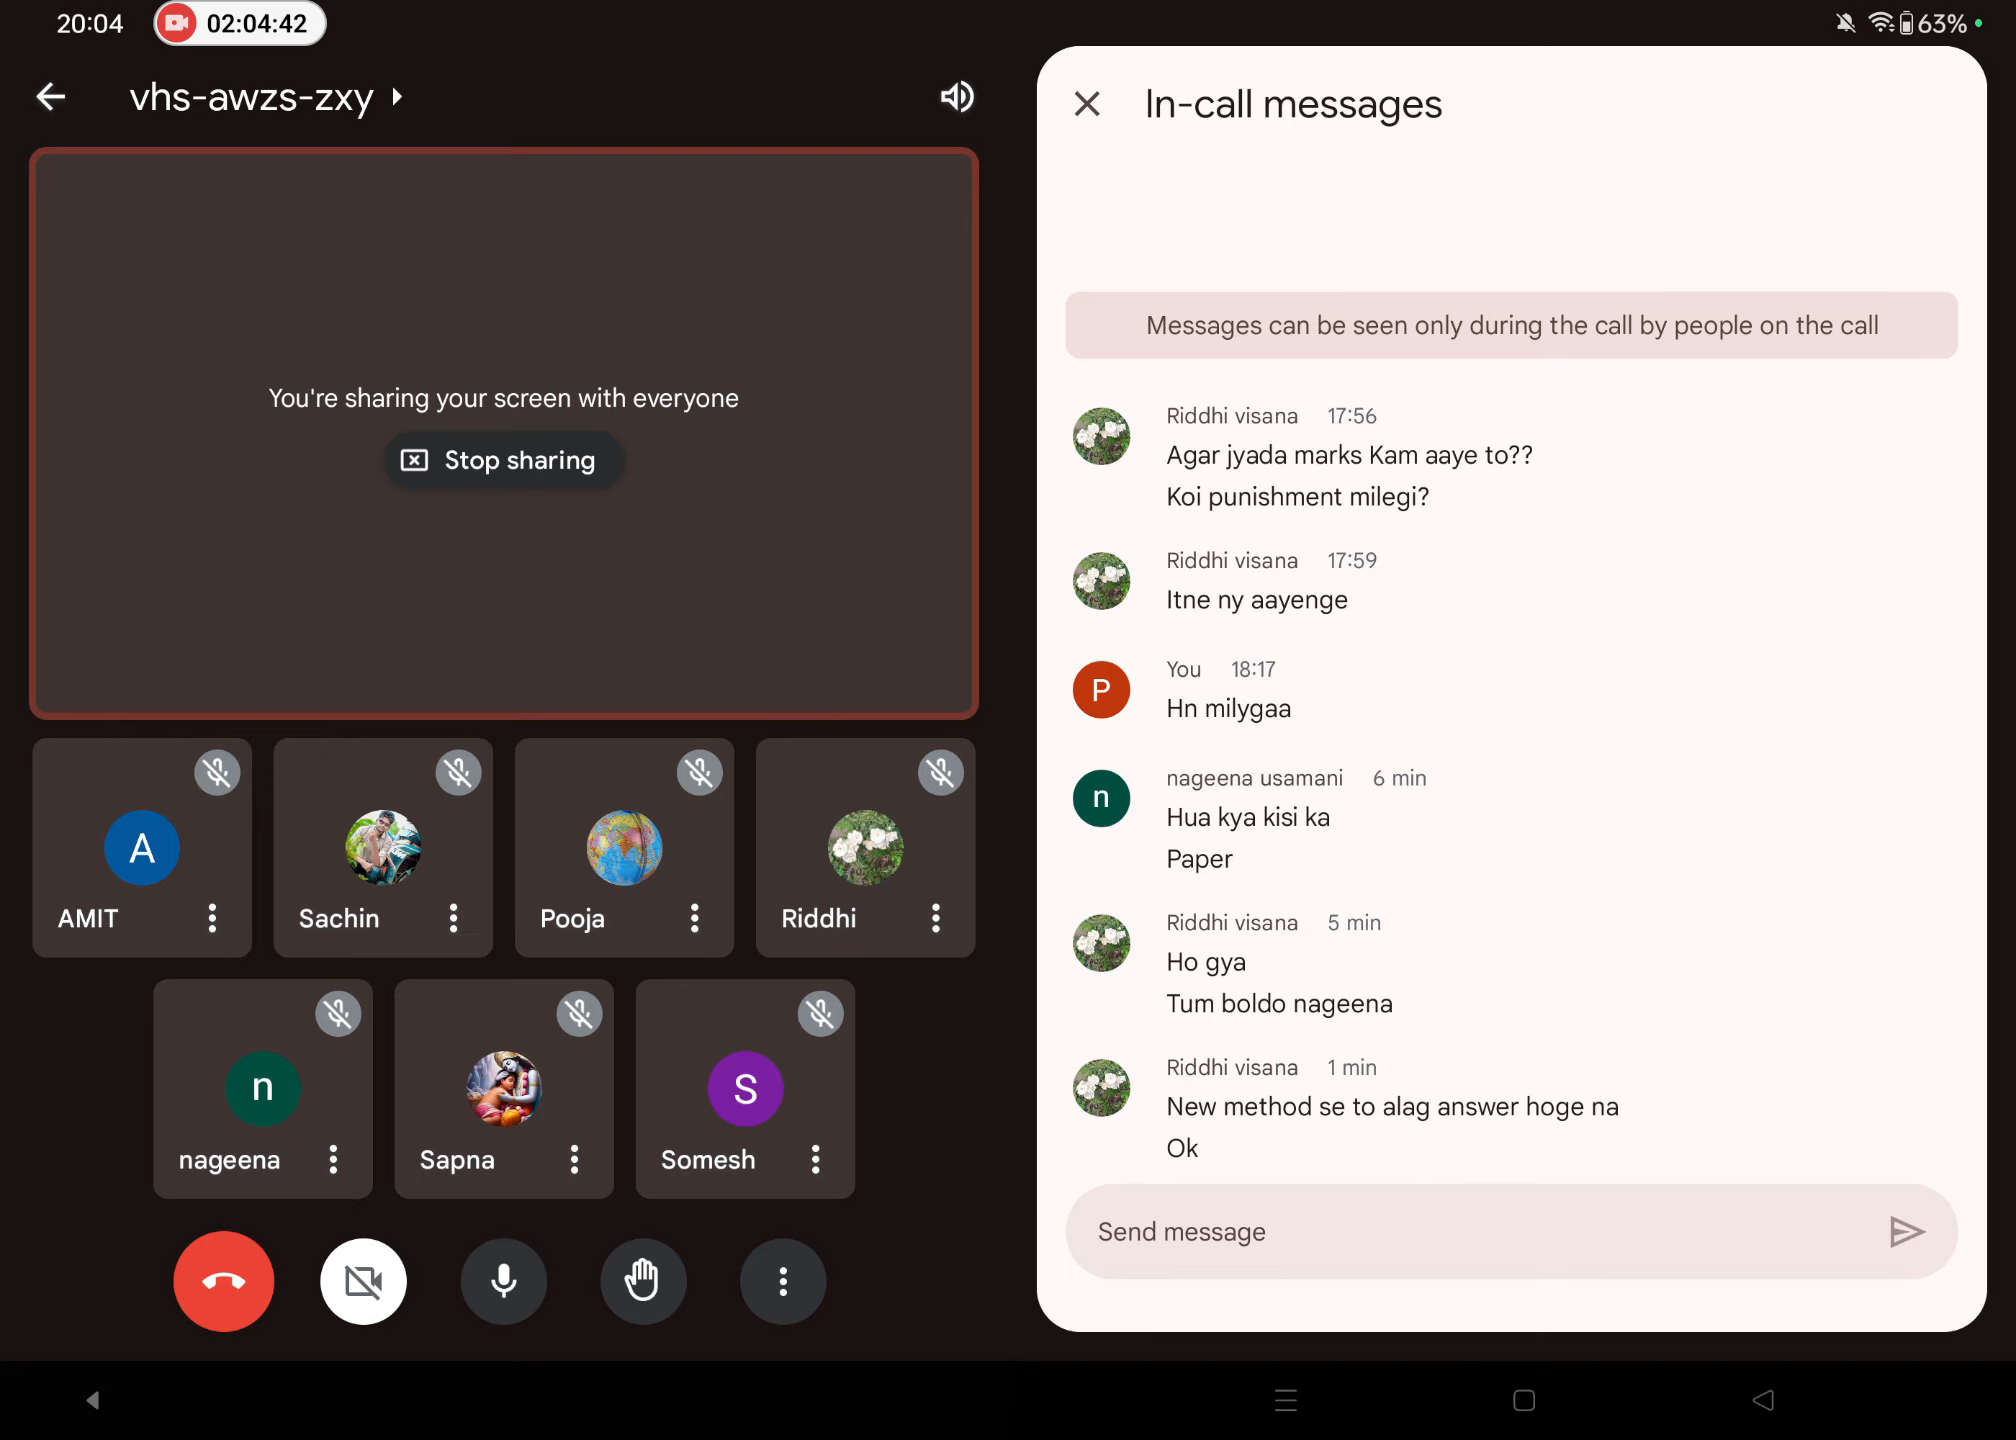 20:04
02:04:42
63%
vhs-awzs-zxy
You're sharing your screen with everyone
Stop sharing
A
AMIT
Sachin
Pooja
Riddhi
n
nageena
Sapna
S
Somesh
In-call messages
Messages can be seen only during the call by people on the call
Riddhi visana 17:56
Agar jyada marks Kam aaye to??
Koi punishment milegi?
Riddhi visana 17:59
Itne ny aayenge
P
You 18:17
Hn milygaa
n
nageena usamani 6 min
Hua kya kisi ka
Paper
Riddhi visana 5 min
Ho gya
Tum boldo nageena
Riddhi visana 1 min
New method se to alag answer hoge na
Ok
Send message